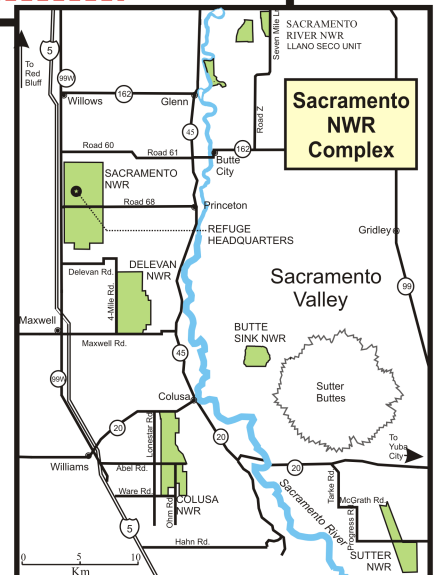 SACRAMENTO
RIVER NWR
LLANO SECO UNIT
Seven Mile Ln
5
To
Red
Bluff
99W
Willows
162
Glenn
Sacramento
NWR
Complex
Road Z
45
Road 60
Road 61
162
Butte
City
SACRAMENTO
NWR
Road 68
Princeton
REFUGE
HEADQUARTERS
Gridley
DELEVAN
NWR
Delevan Rd.
4-Mile Rd.
Sacramento
Valley
99
Maxwell
Maxwell Rd.
BUTTE
SINK NWR
45
99W
Sutter
Buttes
Colusa
20
Lonestar Rd.
20
To
Yuba
City
Williams
Abel Rd.
20
Ware Rd.
Ohm Rd.
COLUSA
NWR
Sacramento River
Tarke Rd.
McGrath Rd.
Progress Rd.
5
Hahn Rd.
SUTTER
NWR
0 5 10
Km